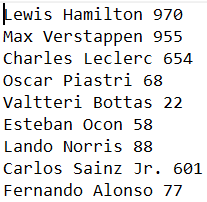 Lewis Hamilton 970
Max Verstappen 955
Charles Leclerc 654
Oscar Piastri 68
Valtteri Bottas 22
Esteban Ocon 58
Lando Norris 88
Carlos Sainz Jr. 601
Fernando Alonso 77